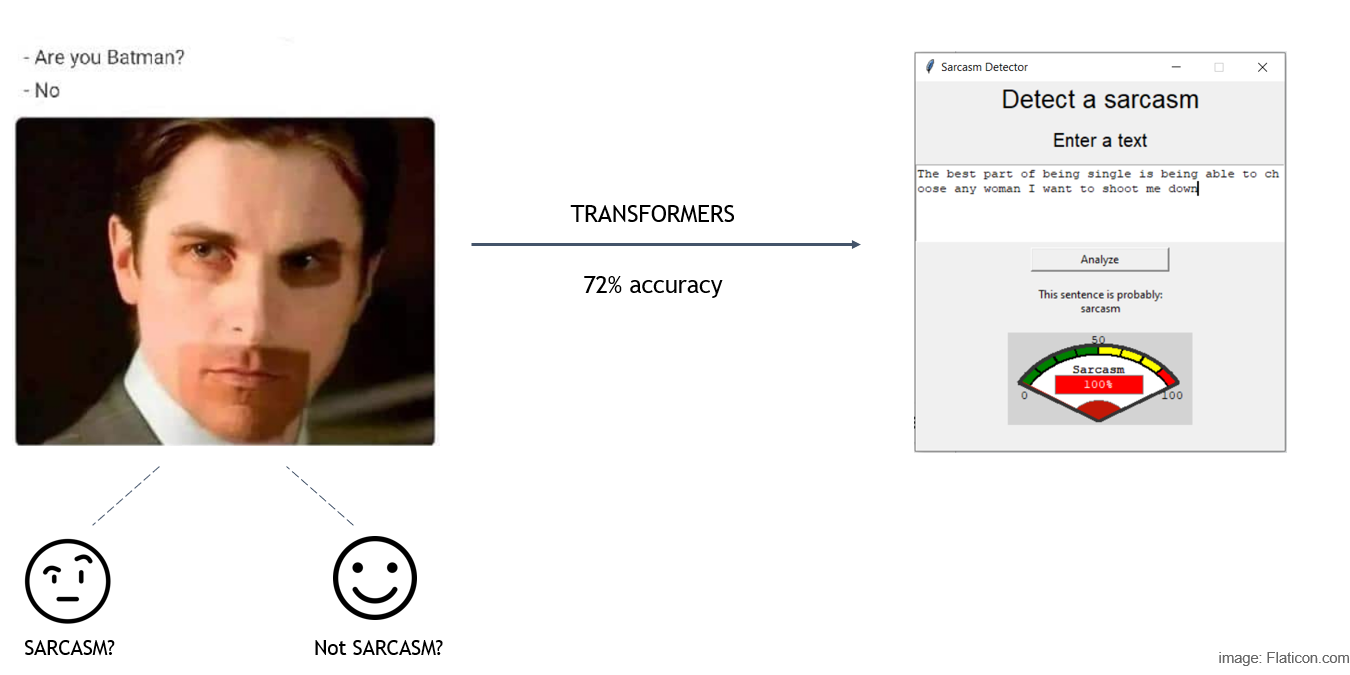 - Are you Batman?
- No
TRANSFORMERS
72% accuracy
SARCASM?
Not SARCASM?
Sarcasm Detector
Detect a sarcasm
Enter a text
The best part of being single is being able to ch
oose any woman I want to shoot me down
Analyze
This sentence is probably:
sarcasm
50
Sarcasm
100%
0
100
image: Flaticon.com